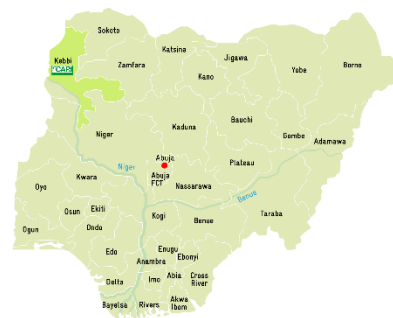 Sokoto
Katsina
Kebbi
CARI
Zamfara
Jigawa
Yobe
Borno
Kano
Bauchi
Kaduna
Niger
Gombe
Adamawa
Abuja
Niger
Abuja
FCT
Plateau
Nassarawa
Kwara
Oyo
Benue
Kogi
Benue
Taraba
Osun
Ekiti
Ogun
Ondo
Edo
Enugu
Ebonyi
Anambra
Delta
Imo
Abia
Cross
River
Bayelsa
Rivers
Akwa
Ibom